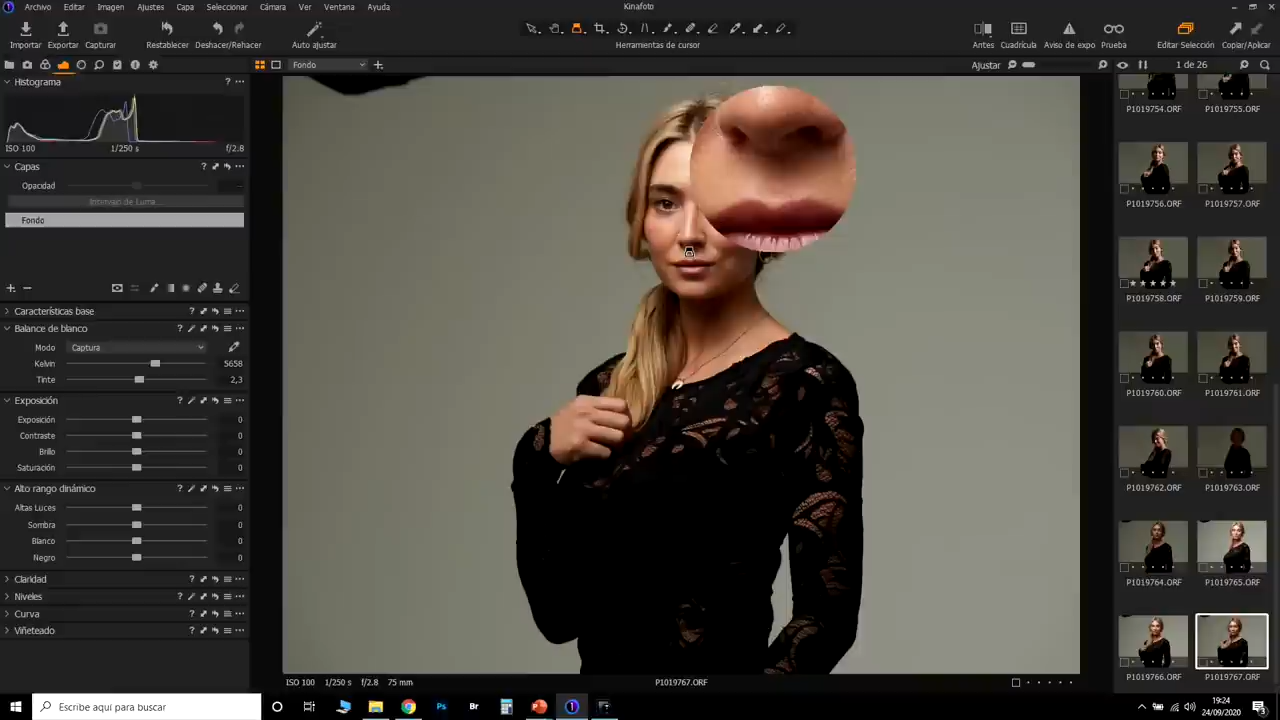 Archivo Editar Imagen Ajustes Capa Seleccionar Cámara Ver Ventana Ayuda
Kinafoto
Importar Exportar Capturar
Restablecer Deshacer/Rehacer Auto ajustar
Herramientas de cursor
Antes Cuadrícula Aviso de expo Prueba Editar Selección Copiar/Aplicar
Histograma ? ...
Fondo
Ajustar
1 de 26
ISO 100 1/250 s f/2.8
Capas ? ...
Opacidad
Intervalo de Luma...
Fondo
Características base ? ...
Balance de blanco ? ...
Modo Captura
Kelvin 5658
Tinte 2,3
Exposición ? ...
Exposición 0
Contraste 0
Brillo 0
Saturación 0
Alto rango dinámico ? ...
Altas Luces 0
Sombra 0
Blanco 0
Negro 0
Claridad ? ...
Niveles ? ...
Curva ? ...
Viñeteado ? ...
P1019754.ORF P1019755.ORF
P1019756.ORF P1019757.ORF
P1019758.ORF P1019759.ORF
P1019760.ORF P1019761.ORF
P1019762.ORF P1019763.ORF
P1019764.ORF P1019765.ORF
P1019766.ORF P1019767.ORF
ISO 100 1/250 s f/2.8 75 mm
P1019767.ORF
Escribe aquí para buscar
Ps Br
19:24
24/09/2020
3